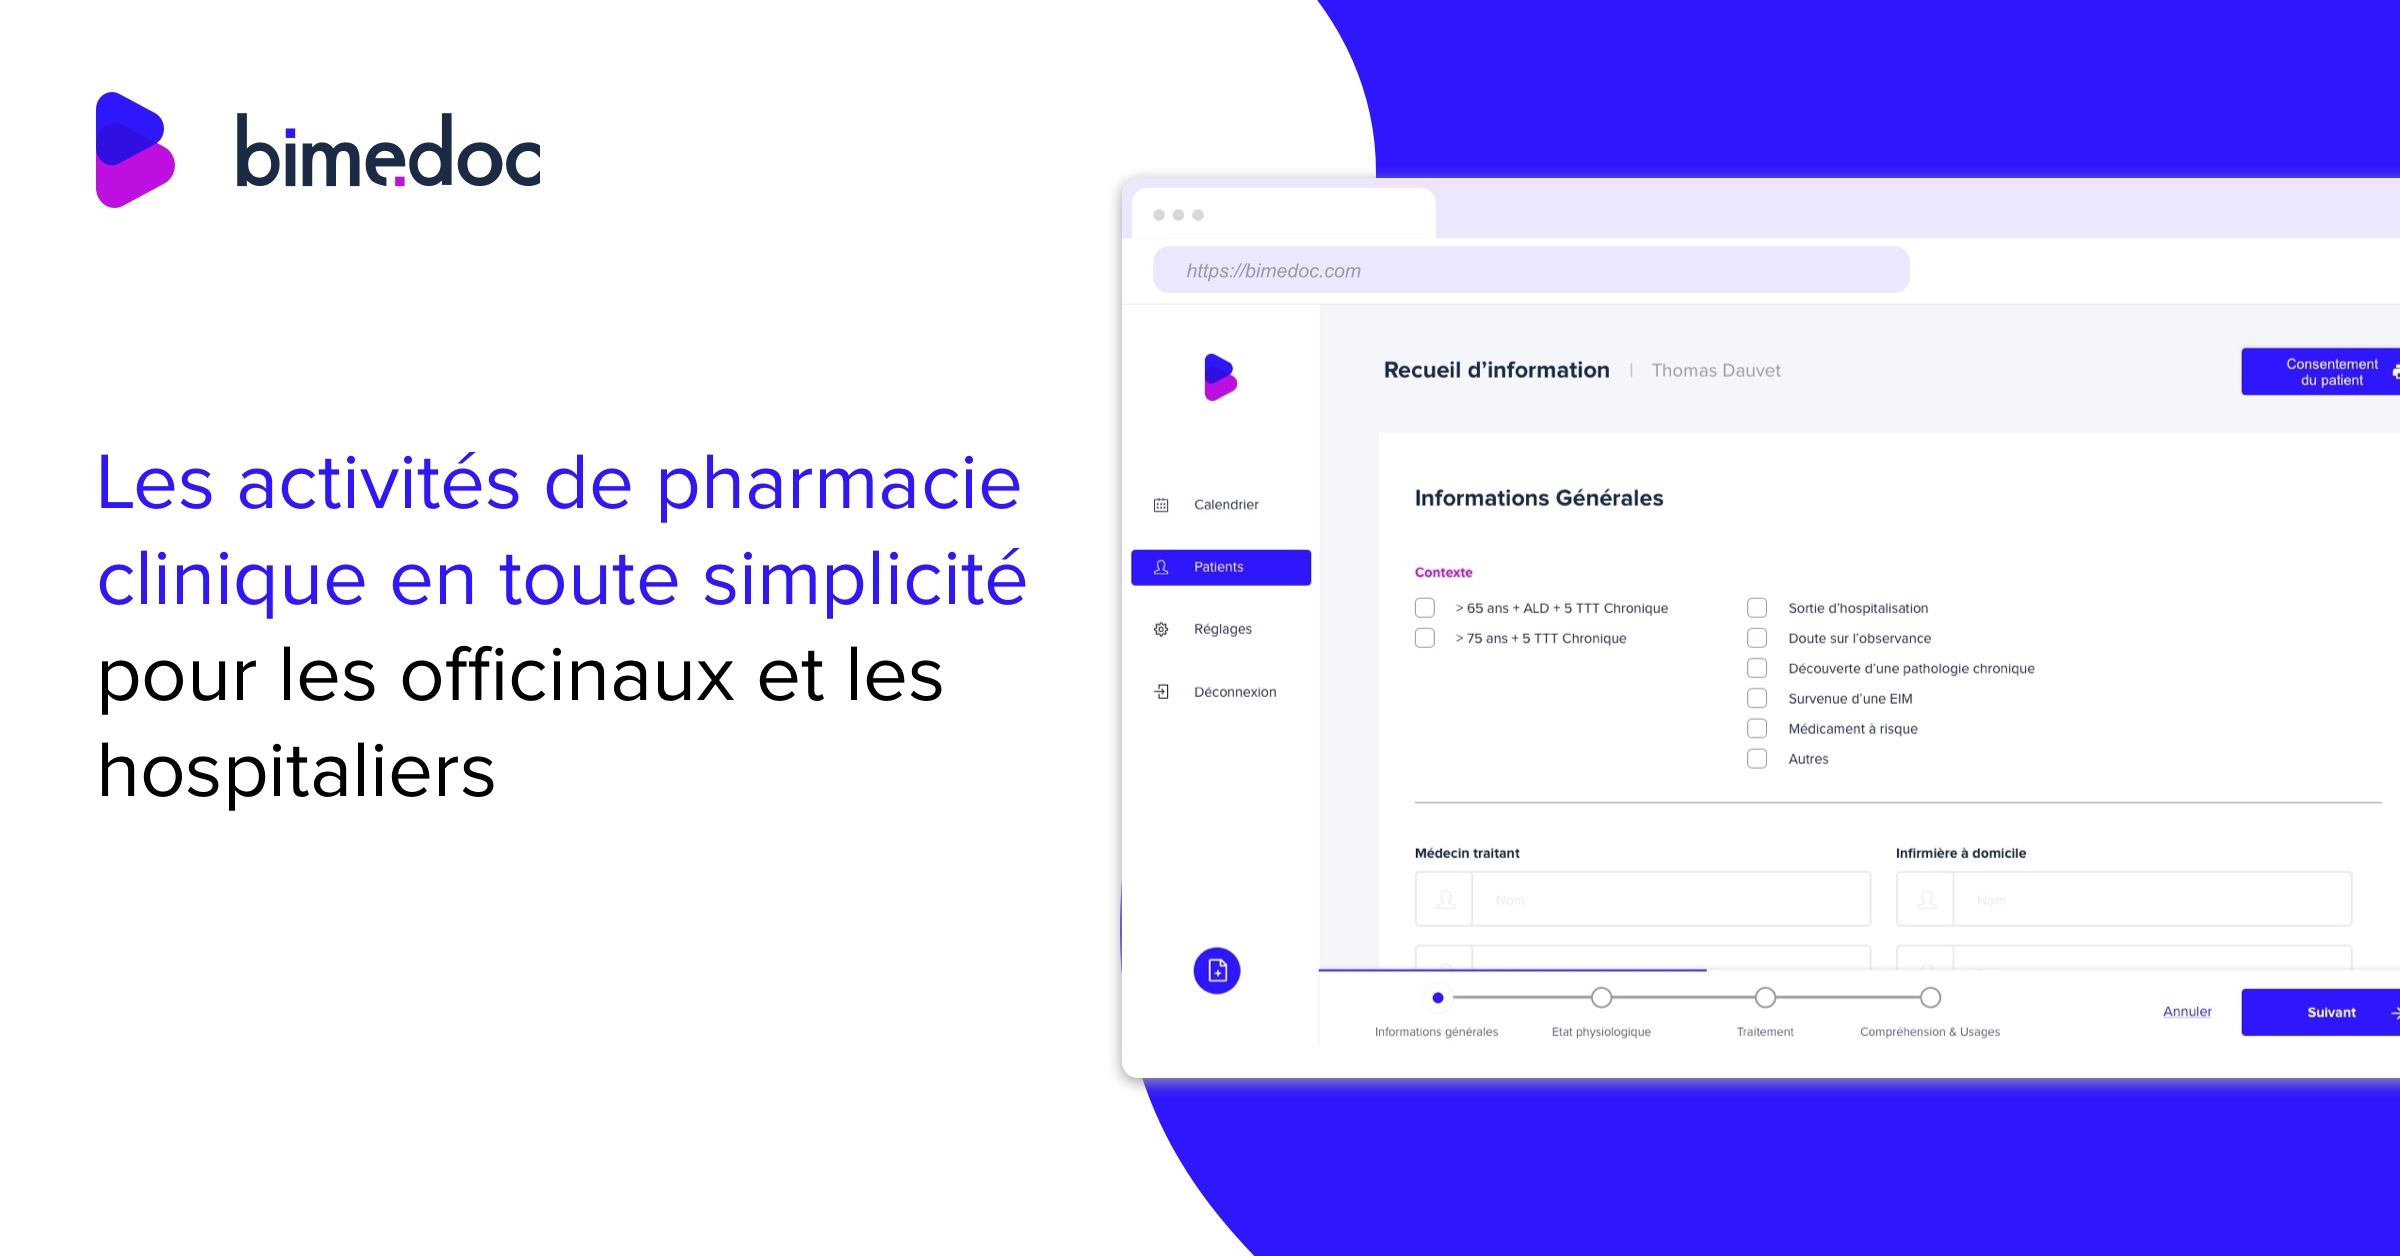 bimedoc
Les activités de pharmacie
clinique en toute simplicité
pour les officinaux et les
hospitaliers
https://bimedoc.com
Recueil d’information | Thomas Dauvet
Consentement
du patient
Calendrier
Patients
Réglages
Déconnexion
Informations Générales
Contexte
> 65 ans + ALD + 5 TTT Chronique
> 75 ans + 5 TTT Chronique
Sortie d’hospitalisation
Doute sur l’observance
Découverte d’une pathologie chronique
Survenue d’une EIM
Médicament à risque
Autres
Médecin traitant
Nom
Infirmière à domicile
Nom
Informations générales
Etat physiologique
Traitement
Compréhension & Usages
Annuler
Suivant